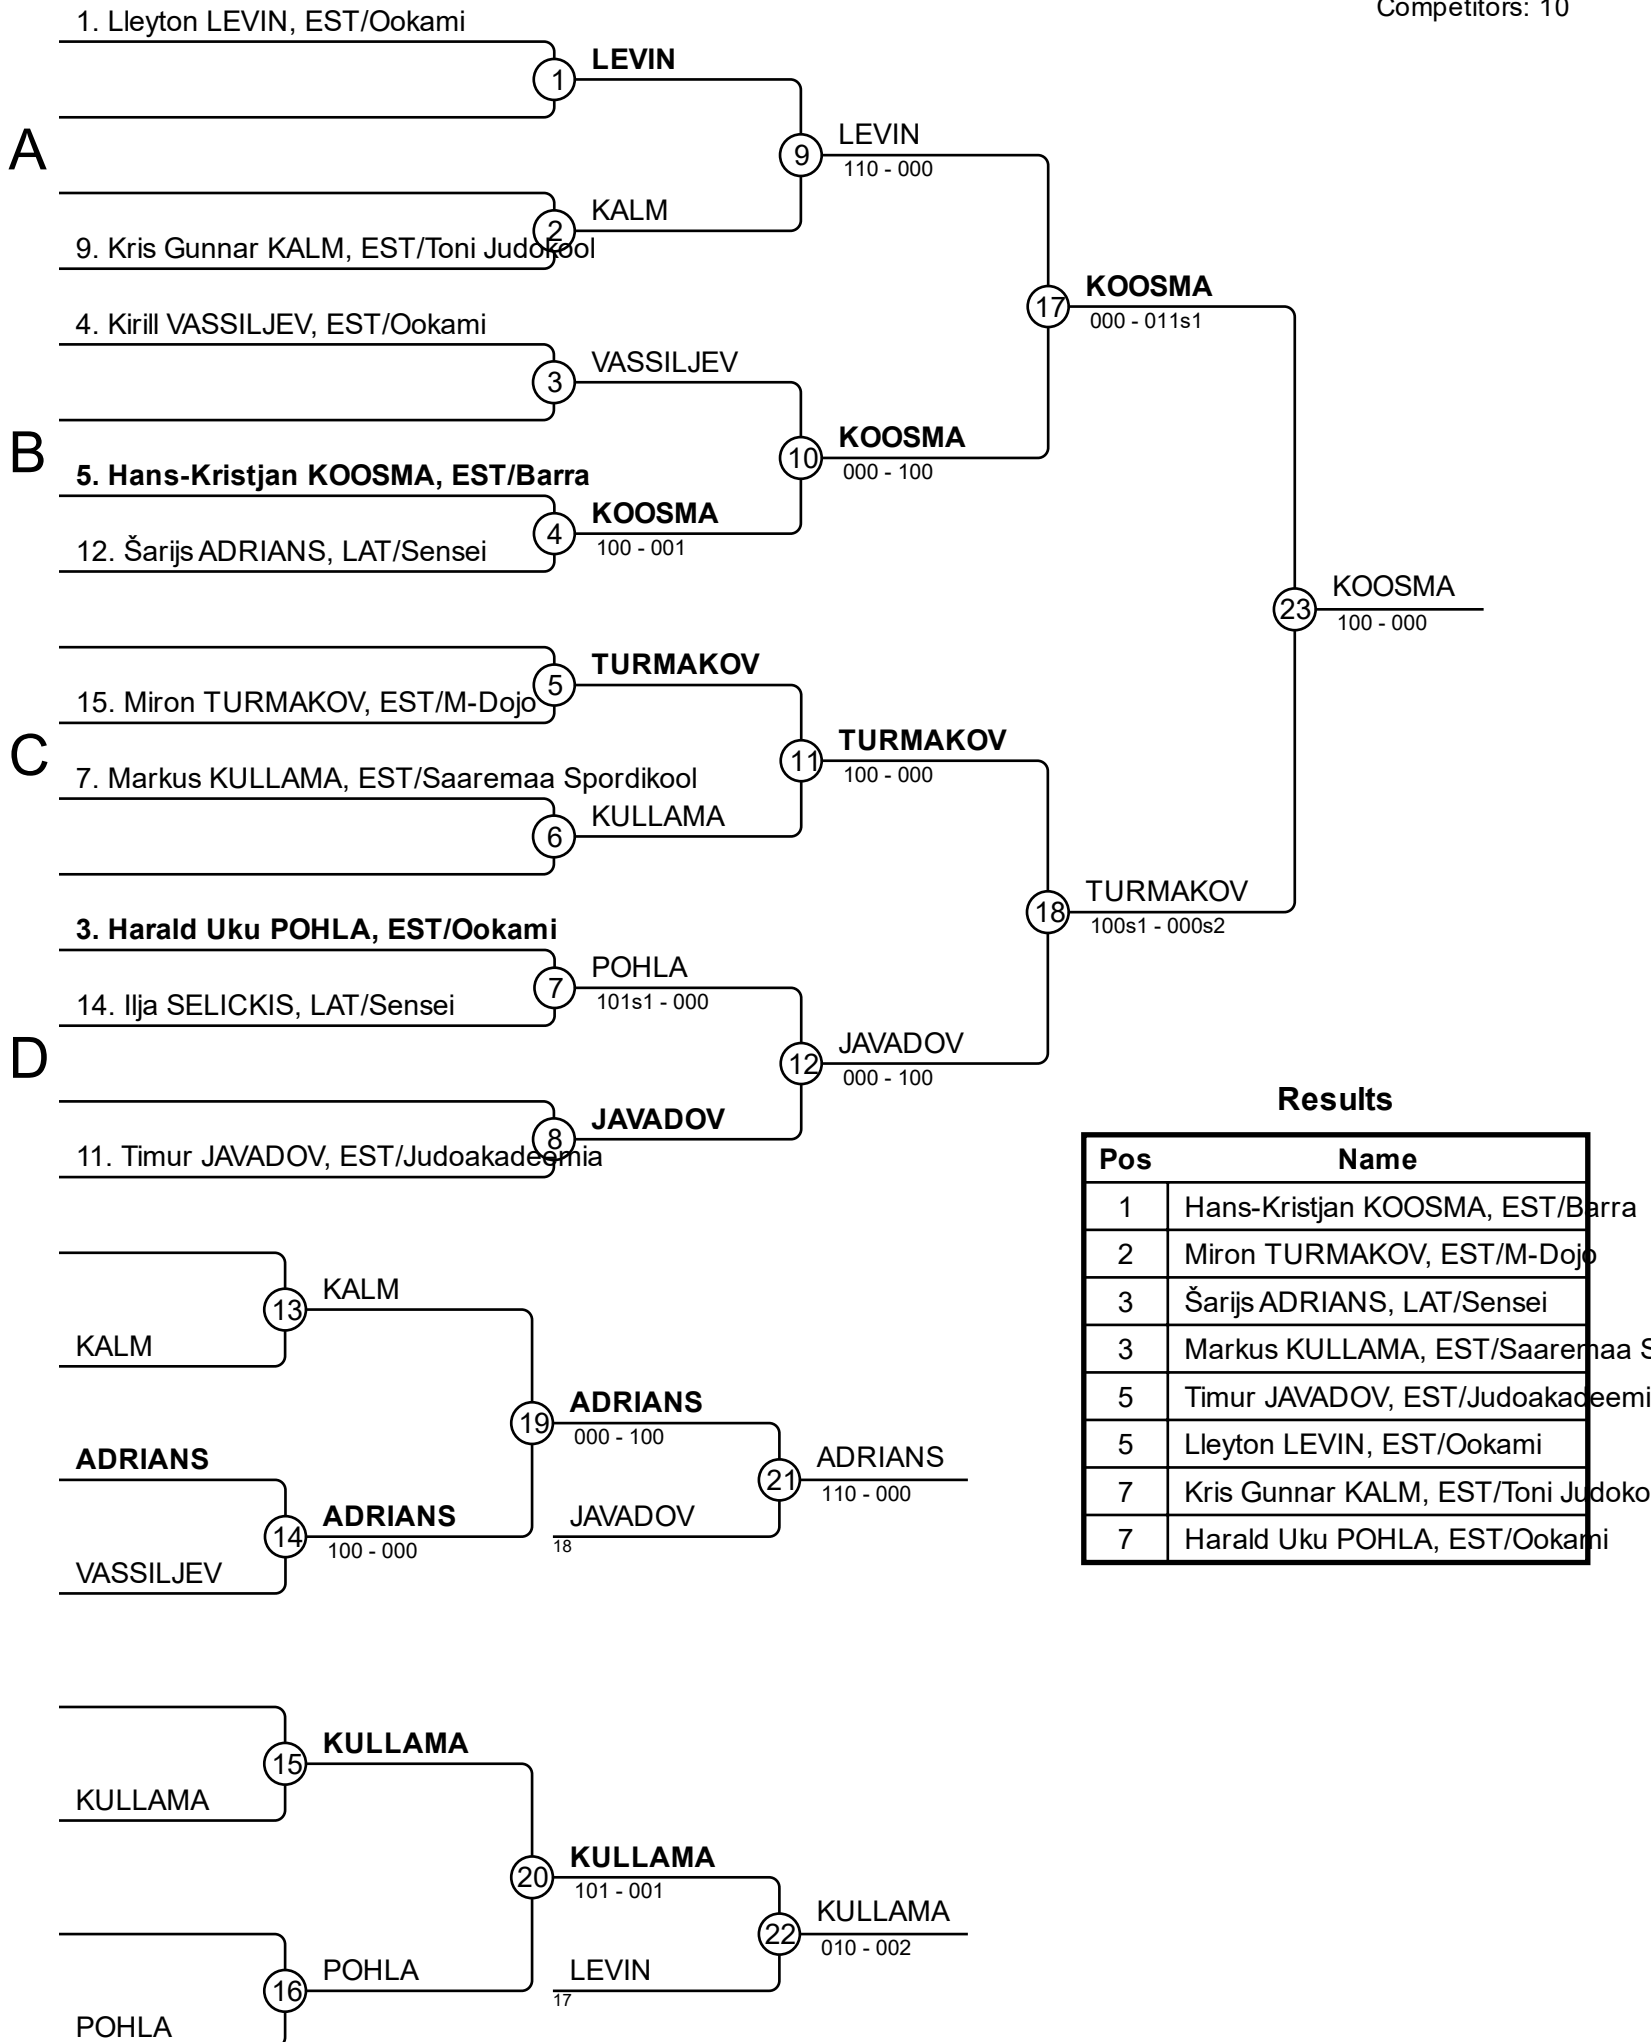 Competitors: 10
1. Lleyton LEVIN, EST/Ookami
1
LEVIN
A
9
LEVIN
110 - 000
2
KALM
9. Kris Gunnar KALM, EST/Toni Judokool
4. Kirill VASSILJEV, EST/Ookami
17
KOOSMA
000 - 011s1
3
VASSILJEV
B
10
KOOSMA
000 - 100
5. Hans-Kristjan KOOSMA, EST/Barra
4
KOOSMA
100 - 001
12. Šarijs ADRIANS, LAT/Sensei
23
KOOSMA
100 - 000
5
TURMAKOV
15. Miron TURMAKOV, EST/M-Dojo
C
11
TURMAKOV
100 - 000
7. Markus KULLAMA, EST/Saaremaa Spordikool
6
KULLAMA
18
TURMAKOV
100s1 - 000s2
3. Harald Uku POHLA, EST/Ookami
7
POHLA
101s1 - 000
14. Ilja SELICKIS, LAT/Sensei
D
12
JAVADOV
000 - 100
8
JAVADOV
11. Timur JAVADOV, EST/Judoakadeemia
Results
Pos Name
1 Hans-Kristjan KOOSMA, EST/Barra
2 Miron TURMAKOV, EST/M-Dojo
3 Šarijs ADRIANS, LAT/Sensei
3 Markus KULLAMA, EST/Saaremaa S
5 Timur JAVADOV, EST/Judoakadeemi
5 Lleyton LEVIN, EST/Ookami
7 Kris Gunnar KALM, EST/Toni Judoko
7 Harald Uku POHLA, EST/Ookami
13
KALM
KALM
19
ADRIANS
000 - 100
ADRIANS
21
ADRIANS
110 - 000
14
ADRIANS
100 - 000
JAVADOV
18
VASSILJEV
15
KULLAMA
KULLAMA
20
KULLAMA
101 - 001
22
KULLAMA
010 - 002
16
POHLA
LEVIN
17
POHLA